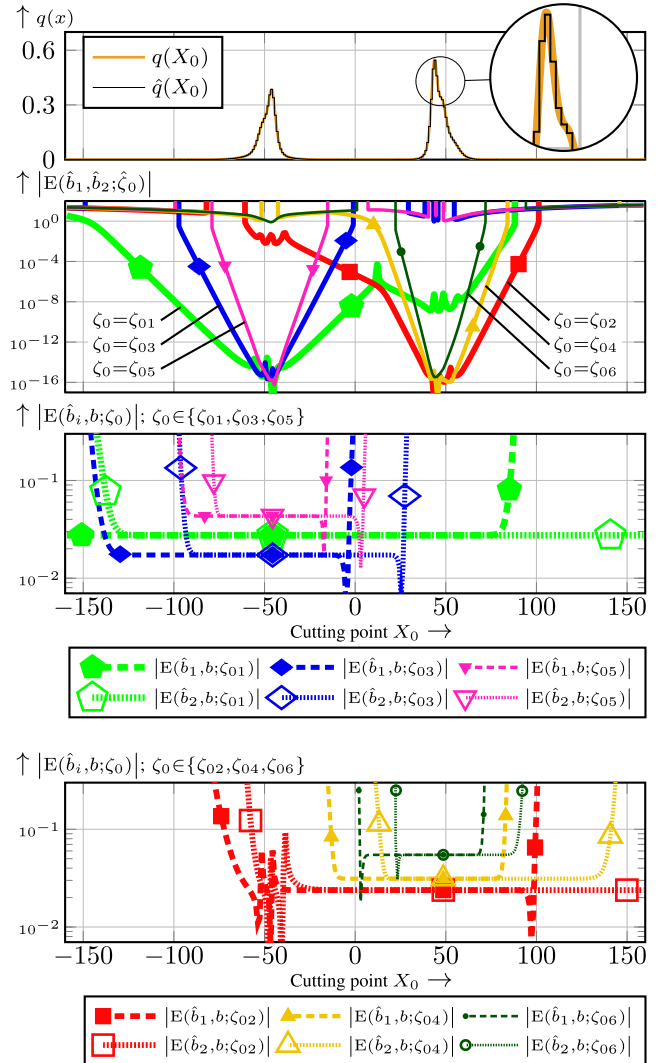 ↑ q(x)
0.6
0.3
0
q(X₀)
q̂(X₀)
↑ |E(b̂₁,b̂₂;ζ̂₀)|
10⁰
10⁻⁴
10⁻⁸
10⁻¹²
10⁻¹⁶
ζ₀=ζ₀₁
ζ₀=ζ₀₃
ζ₀=ζ₀₅
ζ₀=ζ₀₂
ζ₀=ζ₀₄
ζ₀=ζ₀₆
↑ |E(b̂ᵢ,b;ζ₀)|; ζ₀∈{ζ₀₁,ζ₀₃,ζ₀₅}
10⁻¹
10⁻²
−150 −100 −50 0 50 100 150
Cutting point X₀ →
|E(b̂₁,b;ζ₀₁)| |E(b̂₁,b;ζ₀₃)| |E(b̂₁,b;ζ₀₅)|
|E(b̂₂,b;ζ₀₁)| |E(b̂₂,b;ζ₀₃)| |E(b̂₂,b;ζ₀₅)|
↑ |E(b̂ᵢ,b;ζ₀)|; ζ₀∈{ζ₀₂,ζ₀₄,ζ₀₆}
10⁻¹
10⁻²
−150 −100 −50 0 50 100 150
Cutting point X₀ →
|E(b̂₁,b;ζ₀₂)| |E(b̂₁,b;ζ₀₄)| |E(b̂₁,b;ζ₀₆)|
|E(b̂₂,b;ζ₀₂)| |E(b̂₂,b;ζ₀₄)| |E(b̂₂,b;ζ₀₆)|